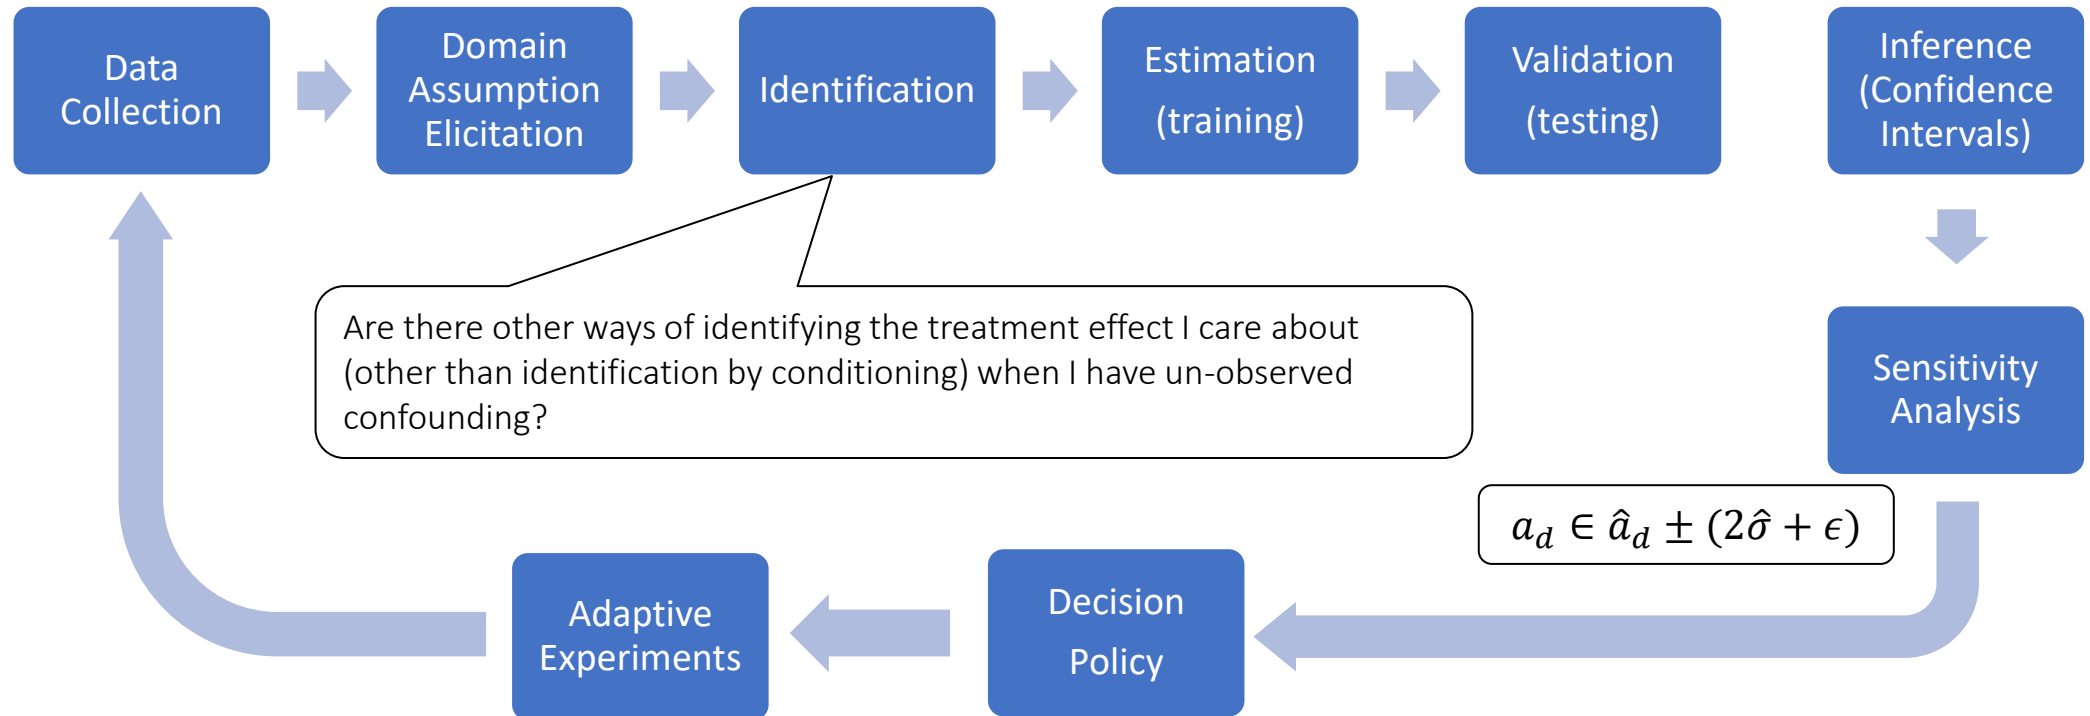 Data
Collection
Domain
Assumption
Elicitation
Identification
Estimation
(training)
Validation
(testing)
Inference
(Confidence
Intervals)
Are there other ways of identifying the treatment effect I care about
(other than identification by conditioning) when I have un-observed
confounding?
Sensitivity
Analysis
𝑎_𝑑 ∈ 𝑎̂_𝑑 ± (2𝜎̂ + 𝜖)
Decision
Policy
Adaptive
Experiments